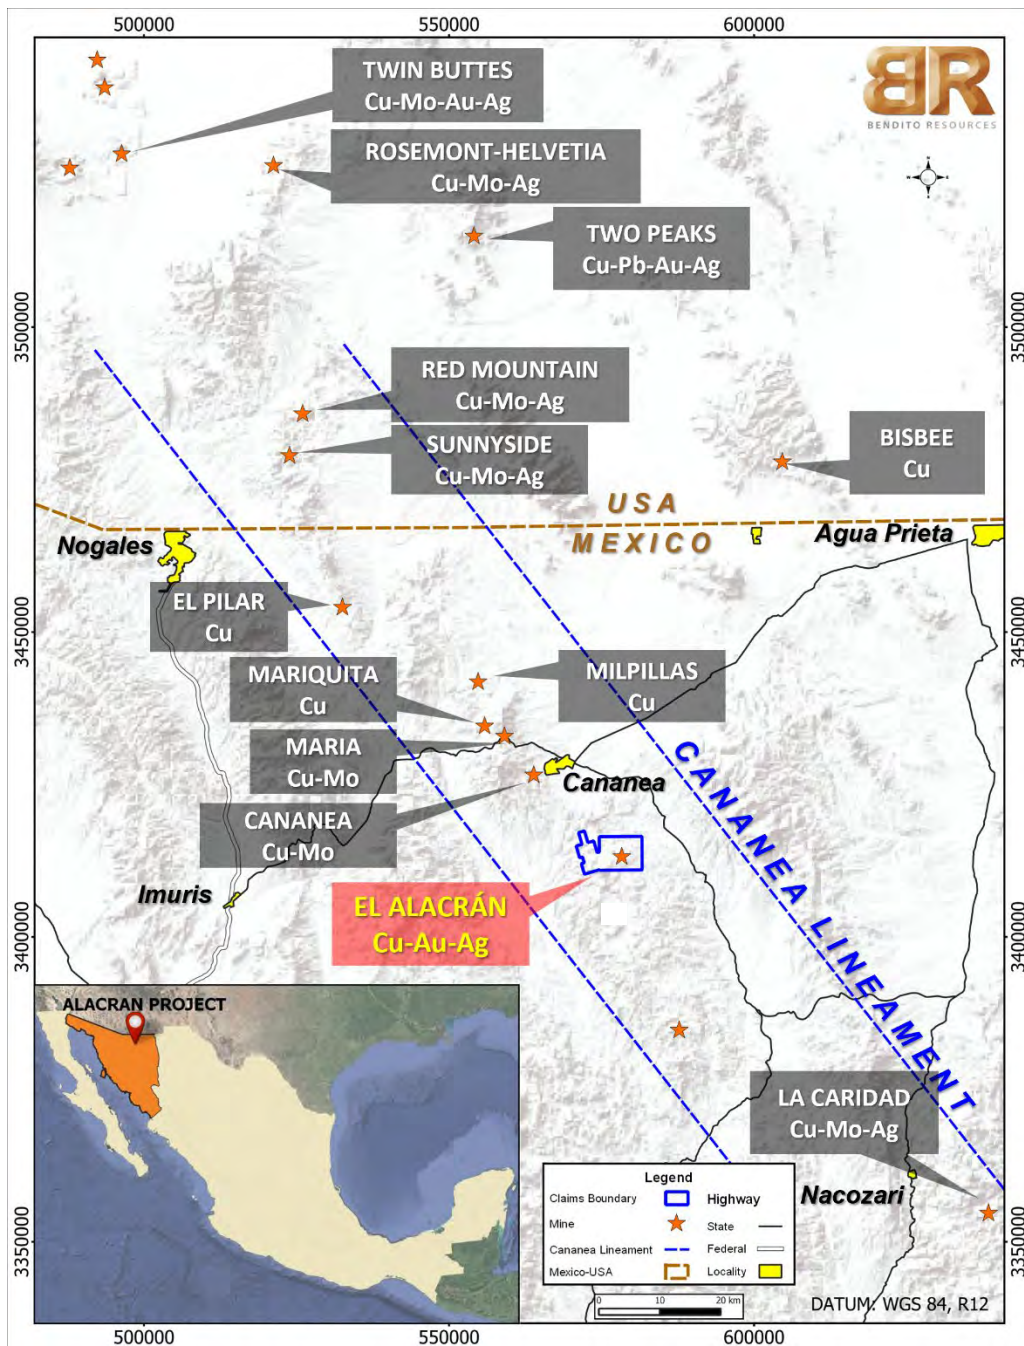 500000
550000
600000
TWIN BUTTES
Cu-Mo-Au-Ag
BR
BENDITO RESOURCES
ROSEMONT-HELVETIA
Cu-Mo-Ag
N
W
E
S
TWO PEAKS
Cu-Pb-Au-Ag
3500000
3500000
RED MOUNTAIN
Cu-Mo-Ag
SUNNYSIDE
Cu-Mo-Ag
BISBEE
Cu
USA
MEXICO
Nogales
Agua Prieta
EL PILAR
Cu
3450000
3450000
MARIQUITA
Cu
MILPILLAS
Cu
MARIA
Cu-Mo
Cananea
CANANEA
Cu-Mo
CANANEA LINEAMENT
Imuris
EL ALACRÁN
Cu-Au-Ag
3400000
3400000
ALACRAN PROJECT
LA CARIDAD
Cu-Mo-Ag
Nacozari
Legend
Claims Boundary
Highway
Mine
State
Cananea Lineament
Federal
Mexico-USA
Locality
3350000
3350000
0 10 20 km
DATUM: WGS 84, R12
500000
550000
600000